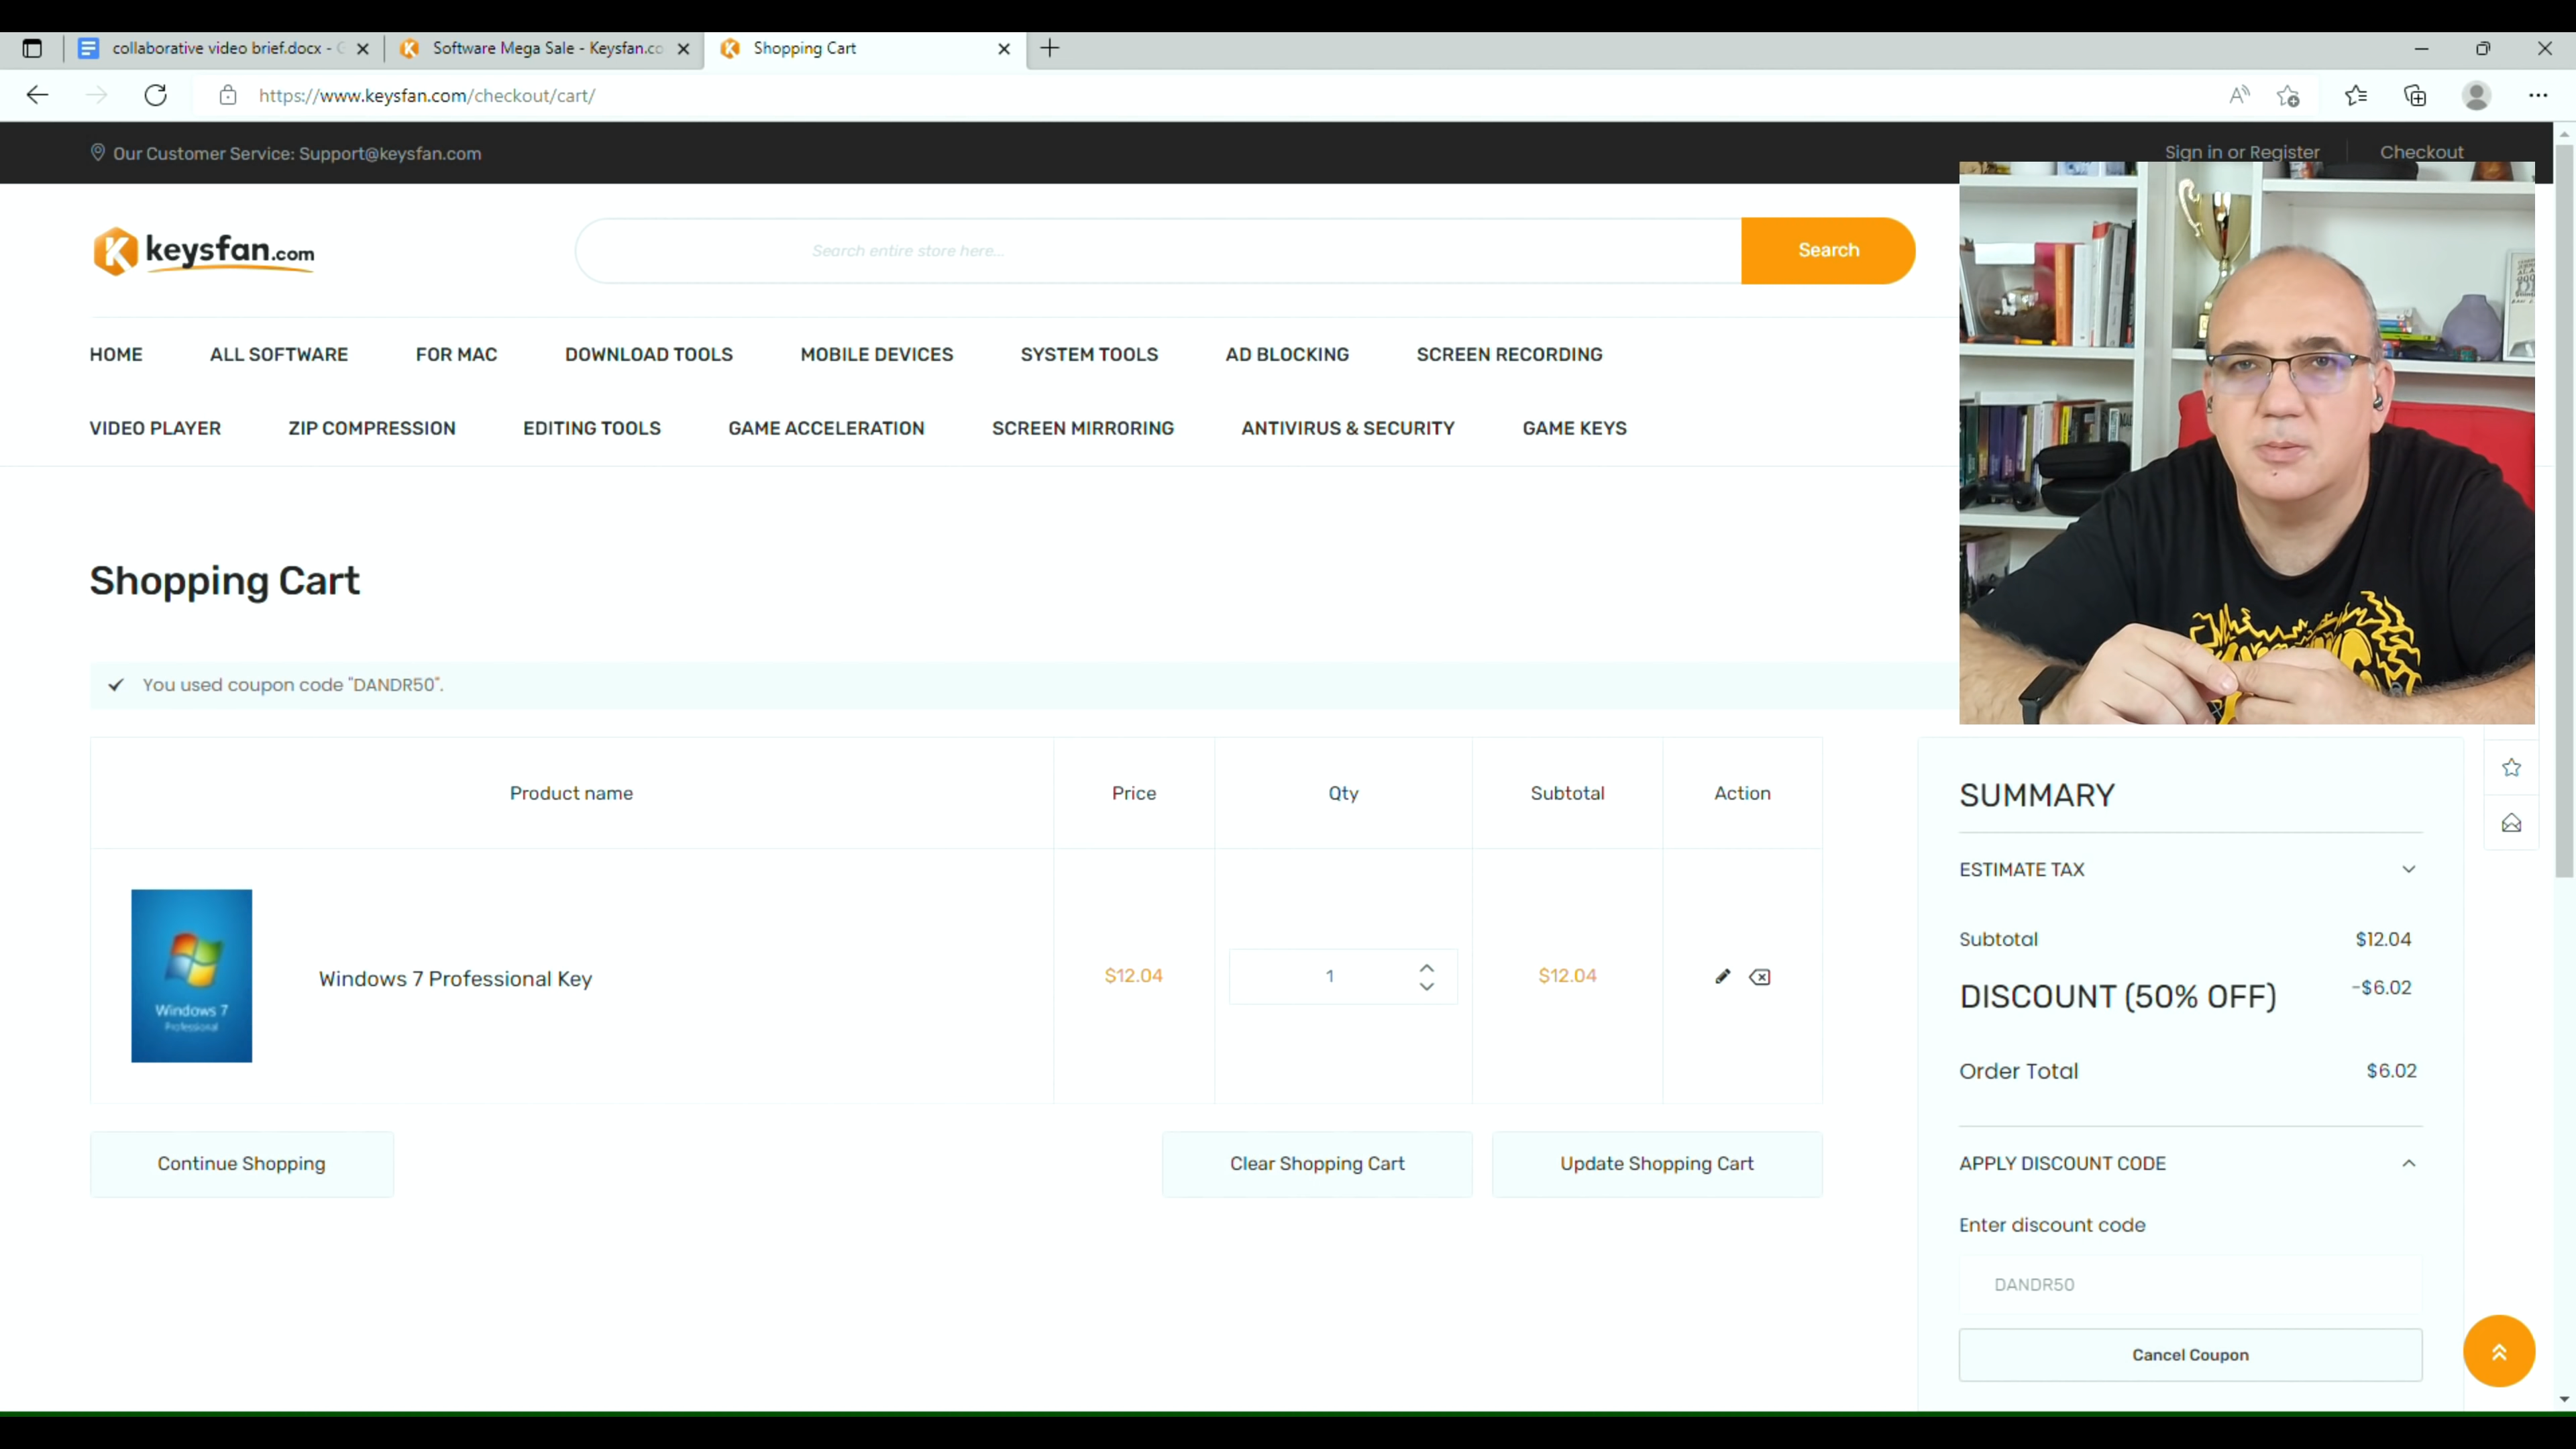 collaborative video brief.docx -
Software Mega Sale - Keysfan.co
Shopping Cart
https://www.keysfan.com/checkout/cart/
Our Customer Service: Support@keysfan.com
Sign in or Register
Checkout
keysfan.com
Search entire store here...
Search
HOME
ALL SOFTWARE
FOR MAC
DOWNLOAD TOOLS
MOBILE DEVICES
SYSTEM TOOLS
AD BLOCKING
SCREEN RECORDING
VIDEO PLAYER
ZIP COMPRESSION
EDITING TOOLS
GAME ACCELERATION
SCREEN MIRRORING
ANTIVIRUS & SECURITY
GAME KEYS
Shopping Cart
You used coupon code "DANDR50".
Product name
Price
Qty
Subtotal
Action
Windows 7
Professional
Windows 7 Professional Key
$12.04
1
$12.04
Continue Shopping
Clear Shopping Cart
Update Shopping Cart
SUMMARY
ESTIMATE TAX
Subtotal
$12.04
DISCOUNT (50% OFF)
-$6.02
Order Total
$6.02
APPLY DISCOUNT CODE
Enter discount code
DANDR50
Cancel Coupon